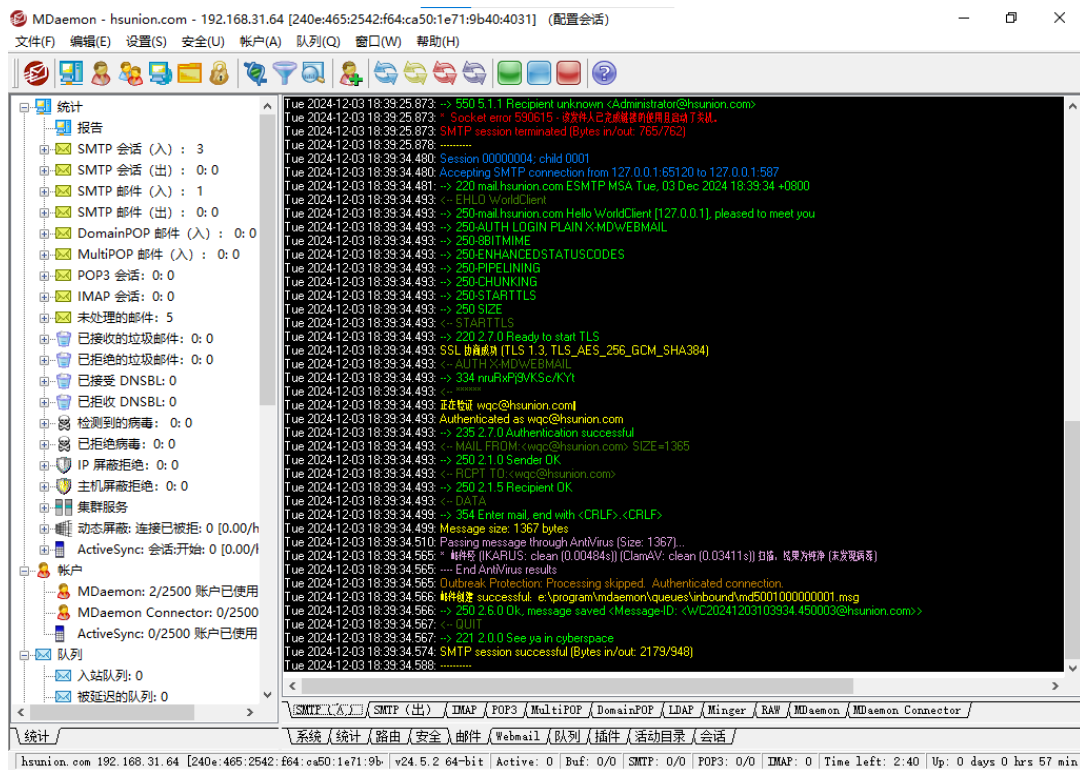 MDaemon - hsunion.com - 192.168.31.64 [240e:465:2542:f64:ca50:1e71:9b40:4031] (配置会话)
文件(F) 编辑(E) 设置(S) 安全(U) 帐户(A) 队列(Q) 窗口(W) 帮助(H)
统计
报告
SMTP 会话（入）： 3
SMTP 会话（出）： 0: 0
SMTP 邮件（入）： 1
SMTP 邮件（出）： 0: 0
DomainPOP 邮件（入）： 0: 0
MultiPOP 邮件（入）： 0: 0
POP3 会话: 0: 0
IMAP 会话: 0: 0
未处理的邮件: 5
已接收的垃圾邮件: 0: 0
已拒绝的垃圾邮件: 0: 0
已接受 DNSBL: 0
已拒收 DNSBL: 0
检测到的病毒: 0: 0
已拒绝病毒: 0: 0
IP 屏蔽拒绝: 0: 0
主机屏蔽拒绝: 0: 0
集群服务
动态屏蔽: 连接已被拒: 0 [0.00/h
ActiveSync: 会话:开始: 0 [0.00/h
帐户
MDaemon: 2/2500 账户已使用
MDaemon Connector: 0/2500
ActiveSync: 0/2500 账户已使用
队列
入站队列: 0
被延迟的队列: 0
统计
Tue 2024-12-03 18:39:25.873: --> 550 5.1.1 Recipient unknown <Administrator@hsunion.com>
Tue 2024-12-03 18:39:25.873: * Socket error 590615 - 该发件人已完成链接的使用且启动了关机。
Tue 2024-12-03 18:39:25.873: SMTP session terminated (Bytes in/out: 765/762)
Tue 2024-12-03 18:39:25.878: ----------
Tue 2024-12-03 18:39:34.480: Session 00000004; child 0001
Tue 2024-12-03 18:39:34.480: Accepting SMTP connection from 127.0.0.1:65120 to 127.0.0.1:587
Tue 2024-12-03 18:39:34.481: --> 220 mail.hsunion.com ESMTP MSA Tue, 03 Dec 2024 18:39:34 +0800
Tue 2024-12-03 18:39:34.493: <-- EHLO WorldClient
Tue 2024-12-03 18:39:34.493: --> 250-mail.hsunion.com Hello WorldClient [127.0.0.1], pleased to meet you
Tue 2024-12-03 18:39:34.493: --> 250-AUTH LOGIN PLAIN X-MDWEBMAIL
Tue 2024-12-03 18:39:34.493: --> 250-8BITMIME
Tue 2024-12-03 18:39:34.493: --> 250-ENHANCEDSTATUSCODES
Tue 2024-12-03 18:39:34.493: --> 250-PIPELINING
Tue 2024-12-03 18:39:34.493: --> 250-CHUNKING
Tue 2024-12-03 18:39:34.493: --> 250-STARTTLS
Tue 2024-12-03 18:39:34.493: --> 250 SIZE
Tue 2024-12-03 18:39:34.493: <-- STARTTLS
Tue 2024-12-03 18:39:34.493: --> 220 2.7.0 Ready to start TLS
Tue 2024-12-03 18:39:34.493: SSL 协商成功 (TLS 1.3, TLS_AES_256_GCM_SHA384)
Tue 2024-12-03 18:39:34.493: <-- AUTH X-MDWEBMAIL
Tue 2024-12-03 18:39:34.493: --> 334 nruRxPj9VKSc/KYt
Tue 2024-12-03 18:39:34.493: <-- ******
Tue 2024-12-03 18:39:34.493: 正在验证 wqc@hsunion.com
Tue 2024-12-03 18:39:34.493: Authenticated as wqc@hsunion.com
Tue 2024-12-03 18:39:34.493: --> 235 2.7.0 Authentication successful
Tue 2024-12-03 18:39:34.493: <-- MAIL FROM:<wqc@hsunion.com> SIZE=1365
Tue 2024-12-03 18:39:34.493: --> 250 2.1.0 Sender OK
Tue 2024-12-03 18:39:34.493: <-- RCPT TO:<wqc@hsunion.com>
Tue 2024-12-03 18:39:34.493: --> 250 2.1.5 Recipient OK
Tue 2024-12-03 18:39:34.493: <-- DATA
Tue 2024-12-03 18:39:34.499: --> 354 Enter mail, end with <CRLF>.<CRLF>
Tue 2024-12-03 18:39:34.499: Message size: 1367 bytes
Tue 2024-12-03 18:39:34.510: Passing message through AntiVirus (Size: 1367)...
Tue 2024-12-03 18:39:34.565: * 邮件经 (IKARUS: clean (0.00484s)) (ClamAV: clean (0.03411s)) 扫描，结果为纯净 (未发现病毒)
Tue 2024-12-03 18:39:34.565: ---- End AntiVirus results
Tue 2024-12-03 18:39:34.565: Outbreak Protection: Processing skipped. Authenticated connection.
Tue 2024-12-03 18:39:34.566: 邮件创建 successful: e:\program\mdaemon\queues\inbound\md5001000000001.msg
Tue 2024-12-03 18:39:34.566: --> 250 2.6.0 Ok, message saved <Message-ID: <WC20241203103934.450003@hsunion.com>>
Tue 2024-12-03 18:39:34.567: <-- QUIT
Tue 2024-12-03 18:39:34.567: --> 221 2.0.0 See ya in cyberspace
Tue 2024-12-03 18:39:34.574: SMTP session successful (Bytes in/out: 2179/948)
Tue 2024-12-03 18:39:34.588: ----------
SMTP（入） SMTP（出） IMAP POP3 MultiPOP DomainPOP LDAP Minger RAW MDaemon MDaemon Connector
系统 统计 路由 安全 邮件 Webmail 队列 插件 活动目录 会话
hsunion.com 192.168.31.64 [240e:465:2542:f64:ca50:1e71:9b v24.5.2 64-bit Active: 0 Buf: 0/0 SMTP: 0/0 POP3: 0/0 IMAP: 0 Time left: 2:40 Up: 0 days 0 hrs 57 min